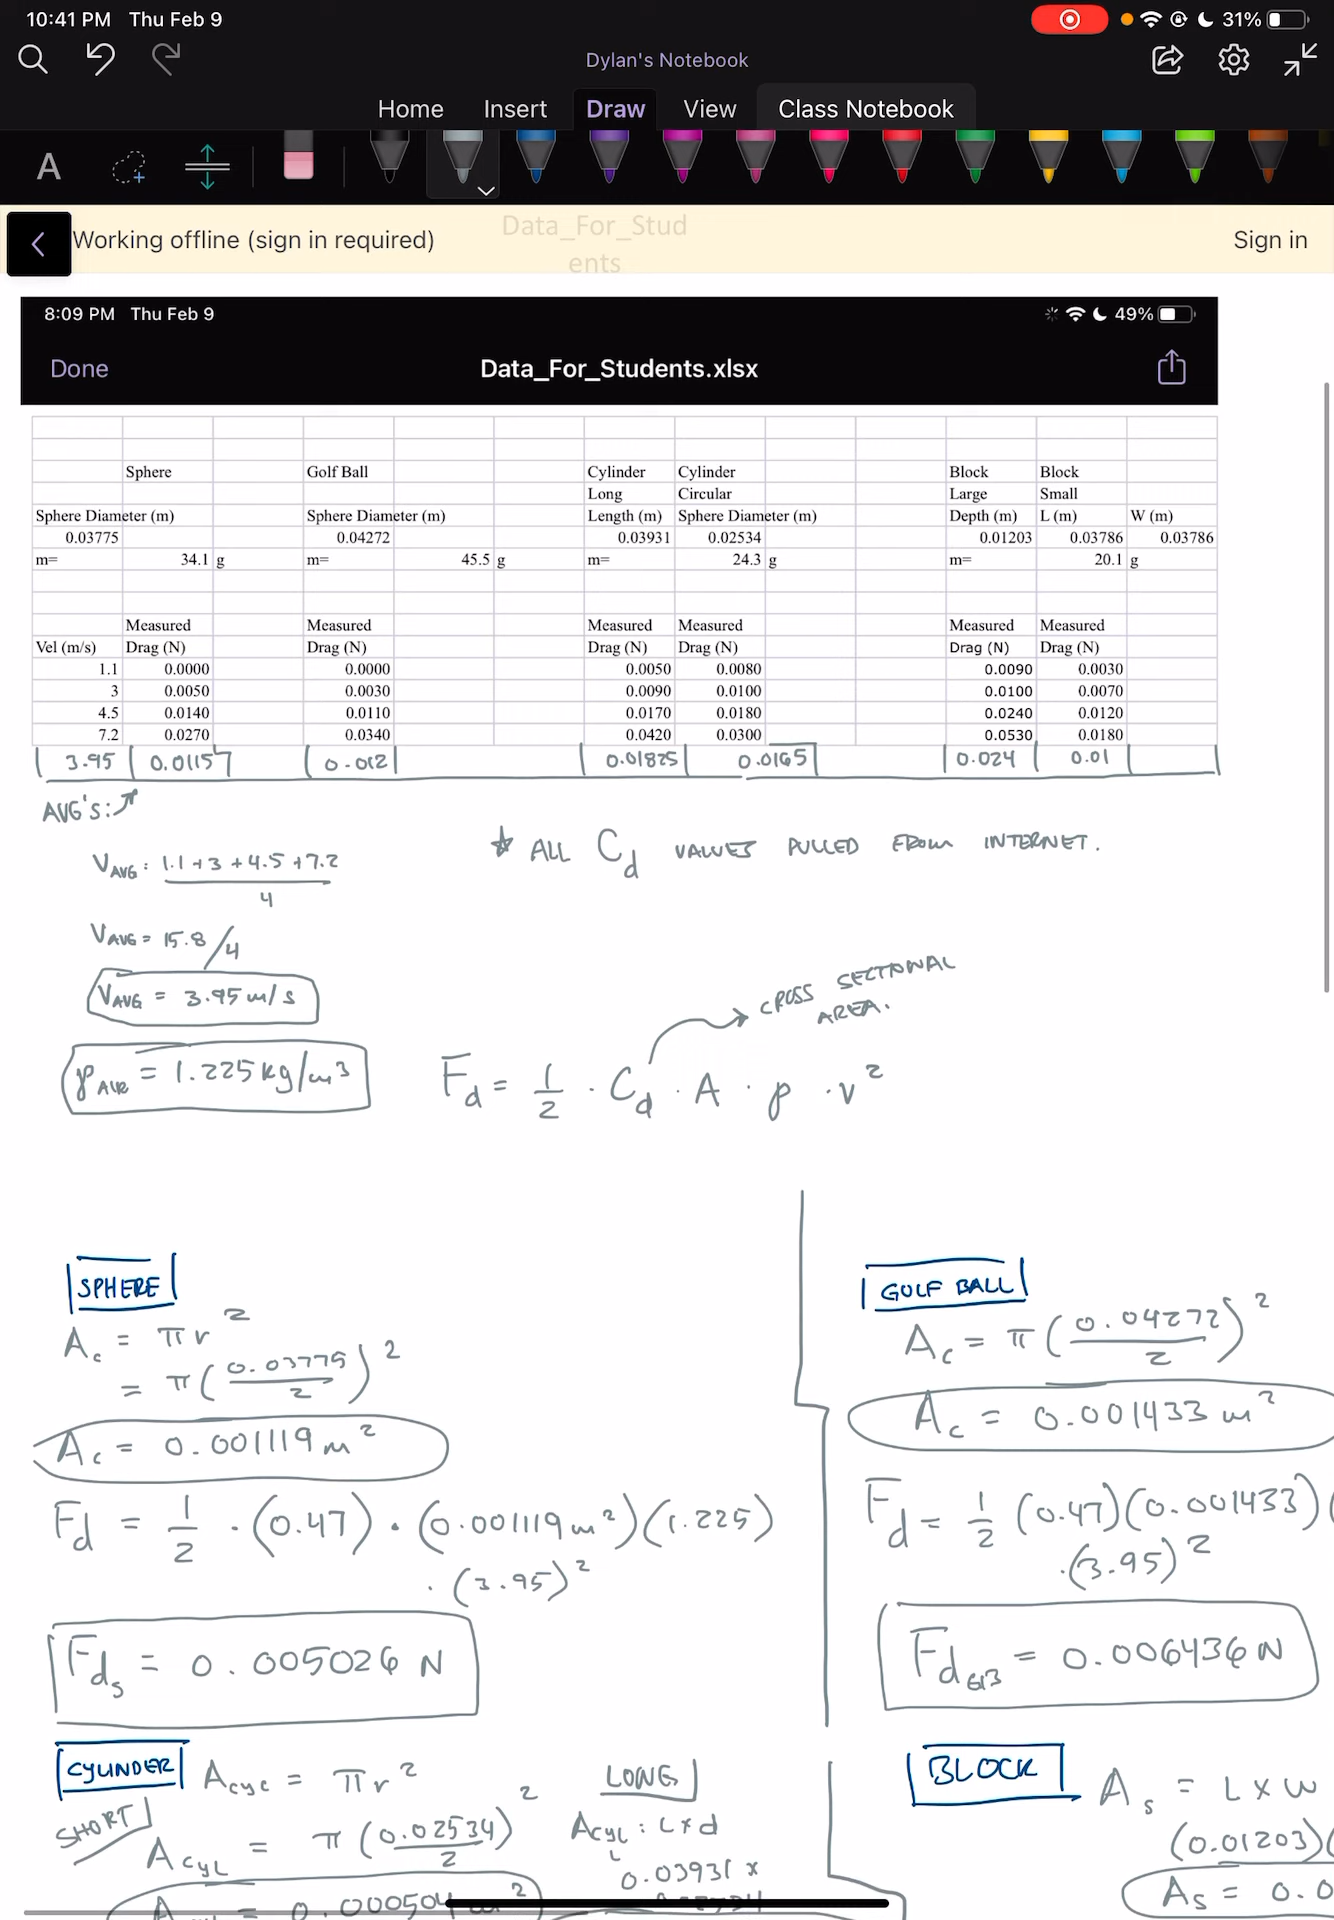 10:41 PM Thu Feb 9
31%
Dylan's Notebook
Home Insert Draw View Class Notebook
A
Data_For_Stud
ents
Working offline (sign in required)
Sign in
8:09 PM Thu Feb 9
49%
Done
Data_For_Students.xlsx
Sphere Golf Ball Cylinder Cylinder Block Block
Long Circular Large Small
Sphere Diameter (m) Sphere Diameter (m) Length (m) Sphere Diameter (m) Depth (m) L (m) W (m)
0.03775 0.04272 0.03931 0.02534 0.01203 0.03786 0.03786
m= 34.1 g m= 45.5 g m= 24.3 g m= 20.1 g
Measured Measured Measured Measured Measured Measured
Vel (m/s) Drag (N) Drag (N) Drag (N) Drag (N) Drag (N) Drag (N)
1.1 0.0000 0.0000 0.0050 0.0080 0.0090 0.0030
3 0.0050 0.0030 0.0090 0.0100 0.0100 0.0070
4.5 0.0140 0.0110 0.0170 0.0180 0.0240 0.0120
7.2 0.0270 0.0340 0.0420 0.0300 0.0530 0.0180
3.95 0.0115 0.012 0.01825 0.0165 0.024 0.01
AVG'S:
★ ALL Cd VALUES PULLED FROM INTERNET.
VAVG: 1.1+3+4.5+7.2
4
VAVG = 15.8/4
VAVG = 3.95 m/s
CROSS SECTIONAL
AREA.
ρAIR = 1.225 kg/m³
Fd = 1/2 · Cd · A · ρ · v²
SPHERE
Ac = πr²
= π(0.03775/2)²
Ac = 0.001119 m²
Fd = 1/2 · (0.47) · (0.001119 m²)(1.225)
· (3.95)²
Fds = 0.005026 N
GOLF BALL
Ac = π(0.04272/2)²
Ac = 0.001433 m²
Fd = 1/2 (0.47)(0.001433)(
·(3.95)²
FdGB = 0.006436 N
CYLINDER Acyc = πr²
SHORT
Acyl = π(0.02534/2)²
0.000504 m²
LONG
Acyl: L x d
0.03931 x
BLOCK
As = L x W
(0.01203)(
As = 0.0